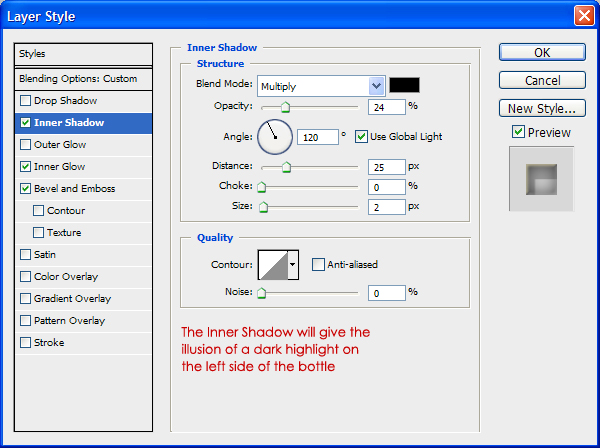 Layer Style
Styles
Blending Options: Custom
Drop Shadow
Inner Shadow
Outer Glow
Inner Glow
Bevel and Emboss
Contour
Texture
Satin
Color Overlay
Gradient Overlay
Pattern Overlay
Stroke
Inner Shadow
Structure
Blend Mode: Multiply
Opacity: 24 %
Angle: 120 ° Use Global Light
Distance: 25 px
Choke: 0 %
Size: 2 px
Quality
Contour: Anti-aliased
Noise: 0 %
The Inner Shadow will give the
illusion of a dark highlight on
the left side of the bottle
OK
Cancel
New Style...
Preview